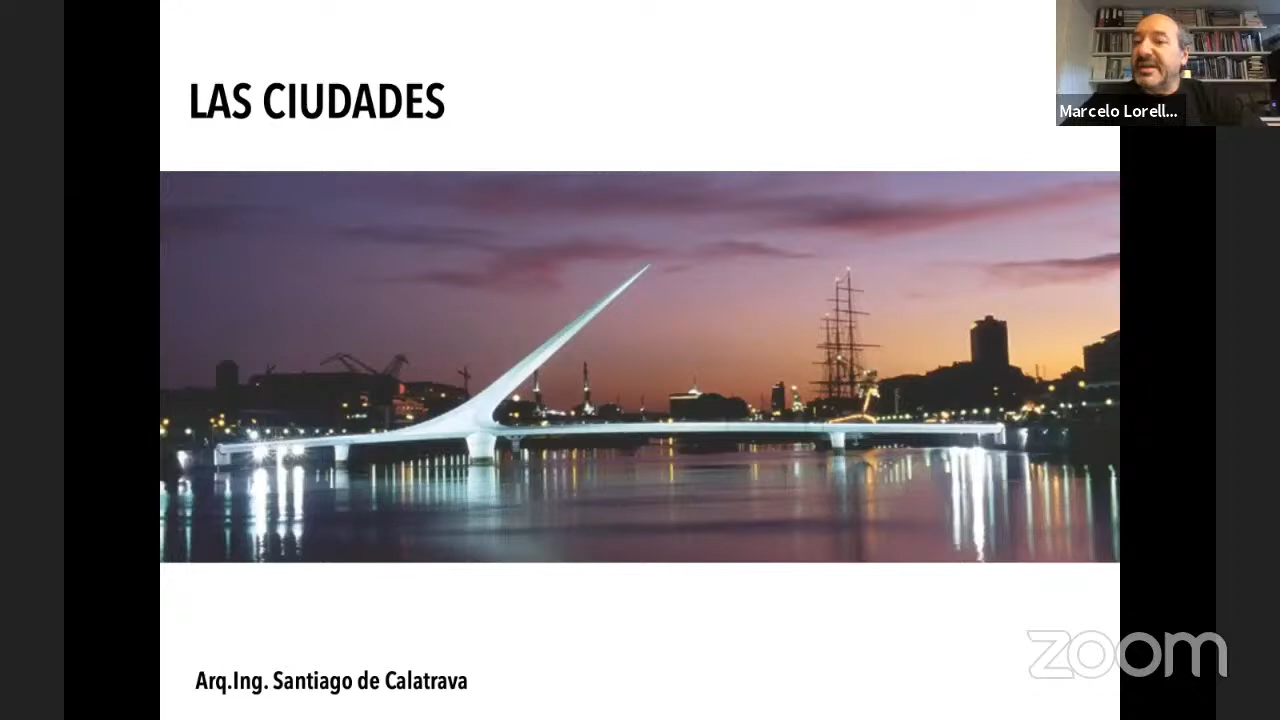 LAS CIUDADES
Marcelo Lorell...
Arq.Ing. Santiago de Calatrava
zoom